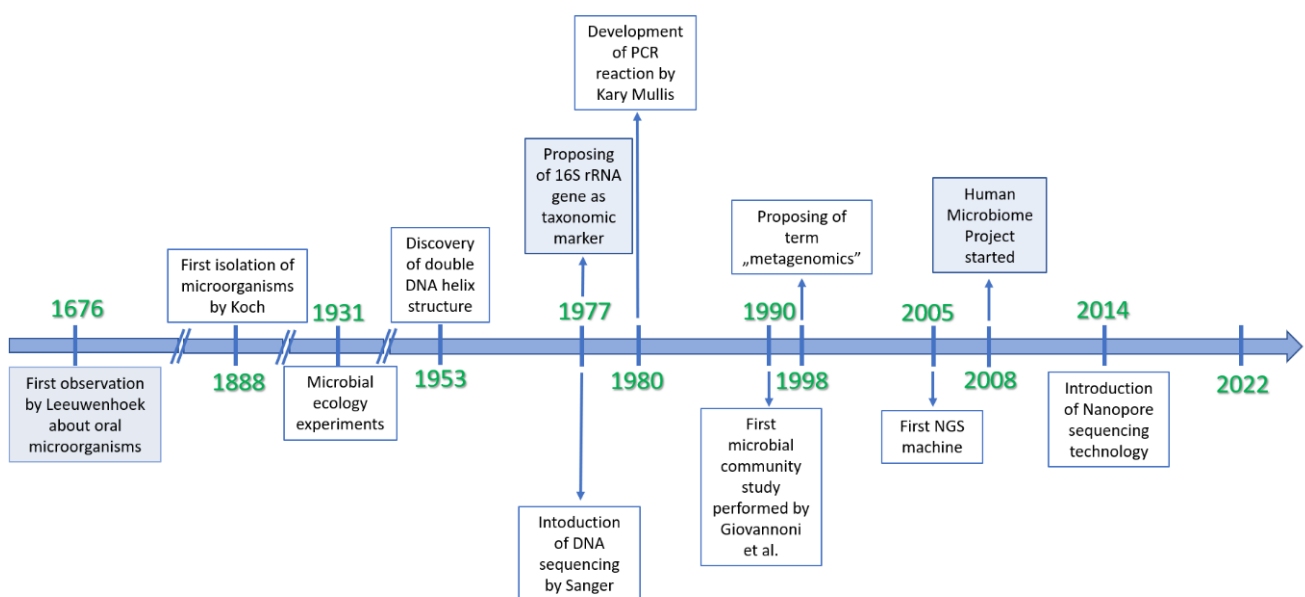 Development
of PCR
reaction by
Kary Mullis
Proposing
of 16S rRNA
gene as
taxonomic
marker
Human
Microbiome
Project
started
Proposing of
term
„metagenomics”
Discovery
of double
DNA helix
structure
First isolation of
microorganisms
by Koch
1676
1931
1977
1990
2005
2014
1888
1953
1980
1998
2008
2022
First observation
by Leeuwenhoek
about oral
microorganisms
Microbial
ecology
experiments
Intoduction
of DNA
sequencing
by Sanger
First
microbial
community
study
performed by
Giovannoni
et al.
First NGS
machine
Introduction
of Nanopore
sequencing
technology